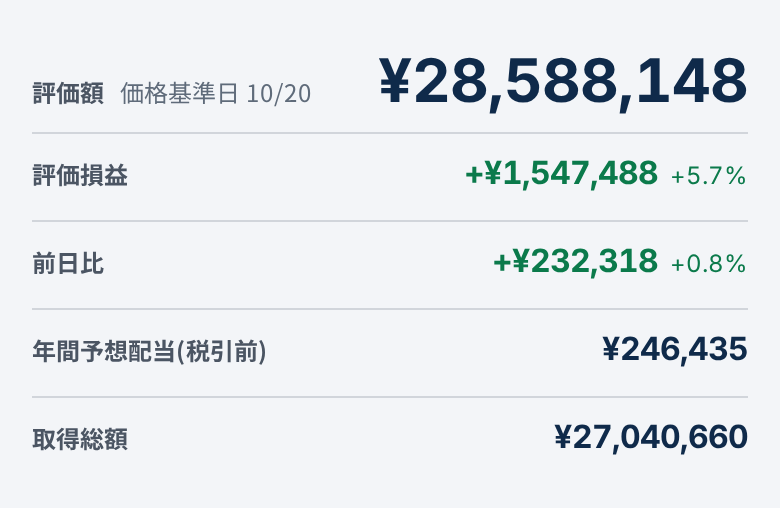 評価額 価格基準日 10/20 ¥28,588,148
評価損益 +¥1,547,488 +5.7%
前日比 +¥232,318 +0.8%
年間予想配当(税引前) ¥246,435
取得総額 ¥27,040,660